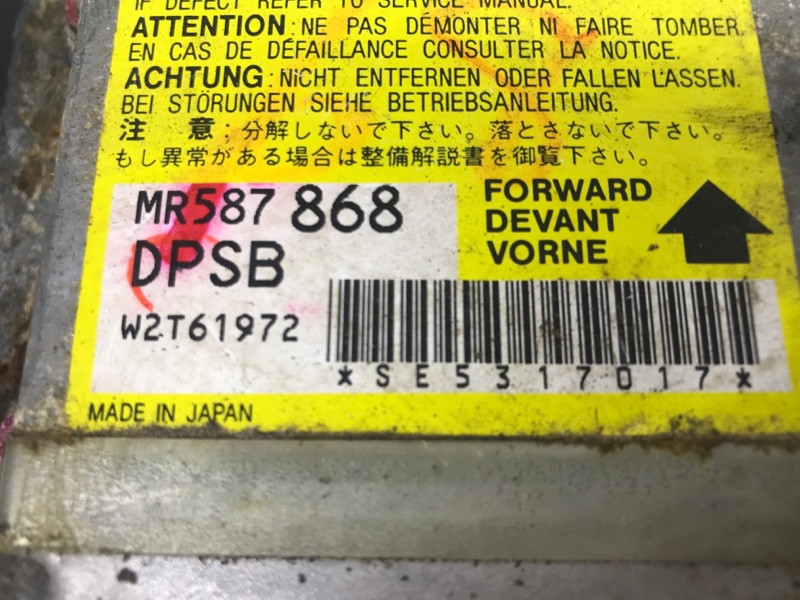 IF DEFECT REFER TO SERVICE MANUAL.
ATTENTION : NE PAS DÉMONTER NI FAIRE TOMBER.
EN CAS DE DÉFAILLANCE CONSULTER LA NOTICE.
ACHTUNG : NICHT ENTFERNEN ODER FALLEN LASSEN.
BEI STÖRUNGEN SIEHE BETRIEBSANLEITUNG.
注 意 : 分解しないで下さい。落とさないで下さい。
もし異常がある場合は整備解説書を御覧下さい。
MR587 868
DPSB
W2T61972
FORWARD
DEVANT
VORNE
*SE5317017*
MADE IN JAPAN